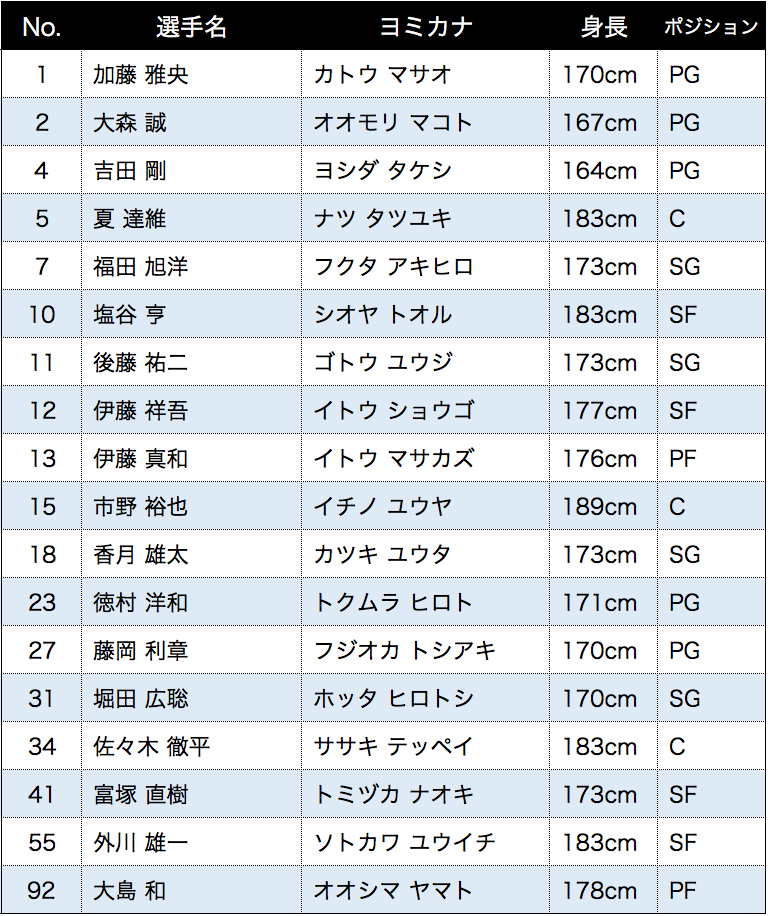 No. 選手名 ヨミカナ 身長 ポジション
1 加藤 雅央 カトウ マサオ 170cm PG
2 大森 誠 オオモリ マコト 167cm PG
4 吉田 剛 ヨシダ タケシ 164cm PG
5 夏 達維 ナツ タツユキ 183cm C
7 福田 旭洋 フクタ アキヒロ 173cm SG
10 塩谷 亨 シオヤ トオル 183cm SF
11 後藤 祐二 ゴトウ ユウジ 173cm SG
12 伊藤 祥吾 イトウ ショウゴ 177cm SF
13 伊藤 真和 イトウ マサカズ 176cm PF
15 市野 裕也 イチノ ユウヤ 189cm C
18 香月 雄太 カツキ ユウタ 173cm SG
23 徳村 洋和 トクムラ ヒロト 171cm PG
27 藤岡 利章 フジオカ トシアキ 170cm PG
31 堀田 広聡 ホッタ ヒロトシ 170cm SG
34 佐々木 徹平 ササキ テッペイ 183cm C
41 富塚 直樹 トミヅカ ナオキ 173cm SF
55 外川 雄一 ソトカワ ユウイチ 183cm SF
92 大島 和 オオシマ ヤマト 178cm PF